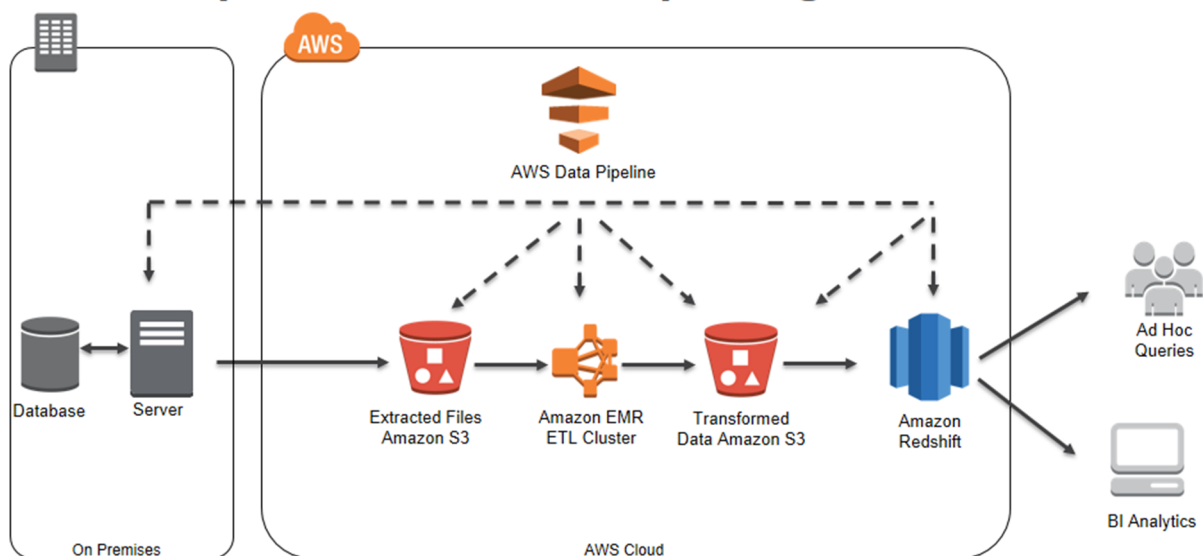 AWS
AWS Data Pipeline
Database
Server
Extracted Files
Amazon S3
Amazon EMR
ETL Cluster
Transformed
Data Amazon S3
Amazon
Redshift
Ad Hoc
Queries
BI Analytics
On Premises
AWS Cloud